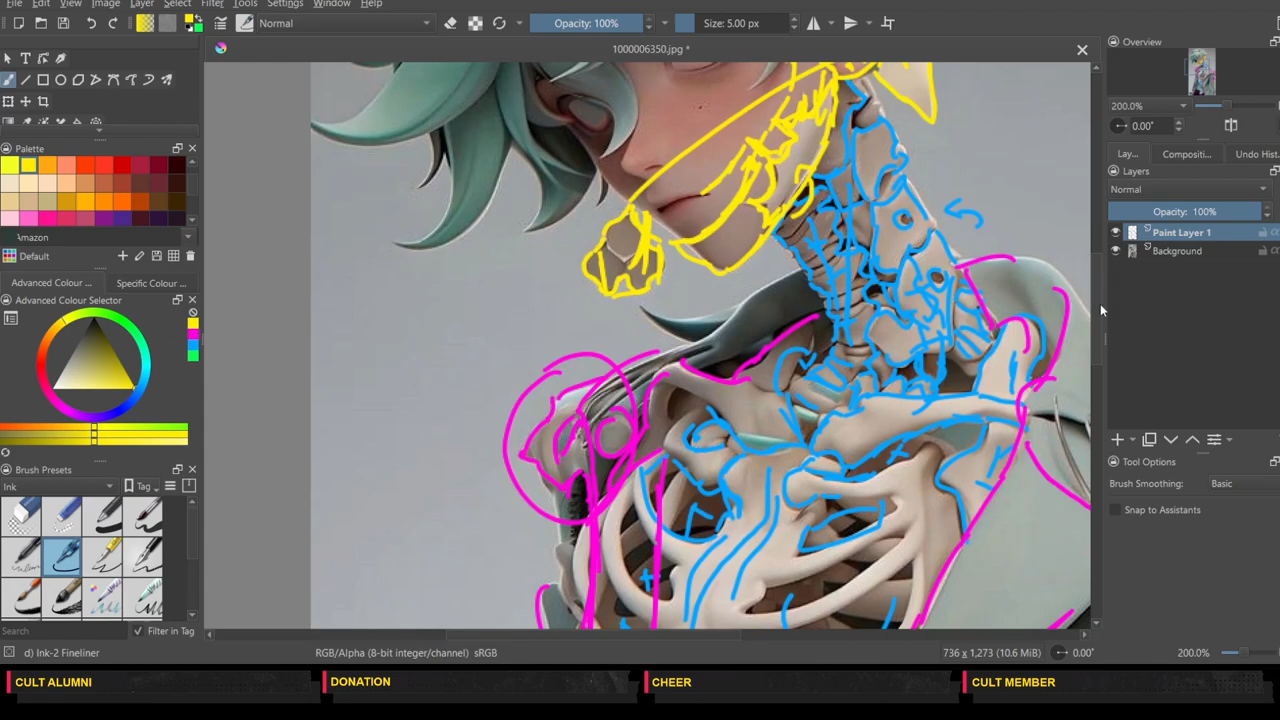 File Edit View Image Layer Select Filter Tools Settings Window Help
Normal
Opacity: 100%
Size: 5.00 px
1000006350.jpg *
Overview
200.0%
0.00°
Lay...
Compositi...
Undo Hist
Layers
Normal
Opacity: 100%
Paint Layer 1
Background
Tool Options
Brush Smoothing:
Basic
Snap to Assistants
Palette
Amazon
Default
Advanced Colour ...
Specific Colour ...
Advanced Colour Selector
Brush Presets
Ink
Tag
Search
Filter in Tag
d) Ink-2 Fineliner
RGB/Alpha (8-bit integer/channel) sRGB
736 x 1,273 (10.6 MiB)
0.00°
200.0%
CULT ALUMNI
DONATION
CHEER
CULT MEMBER